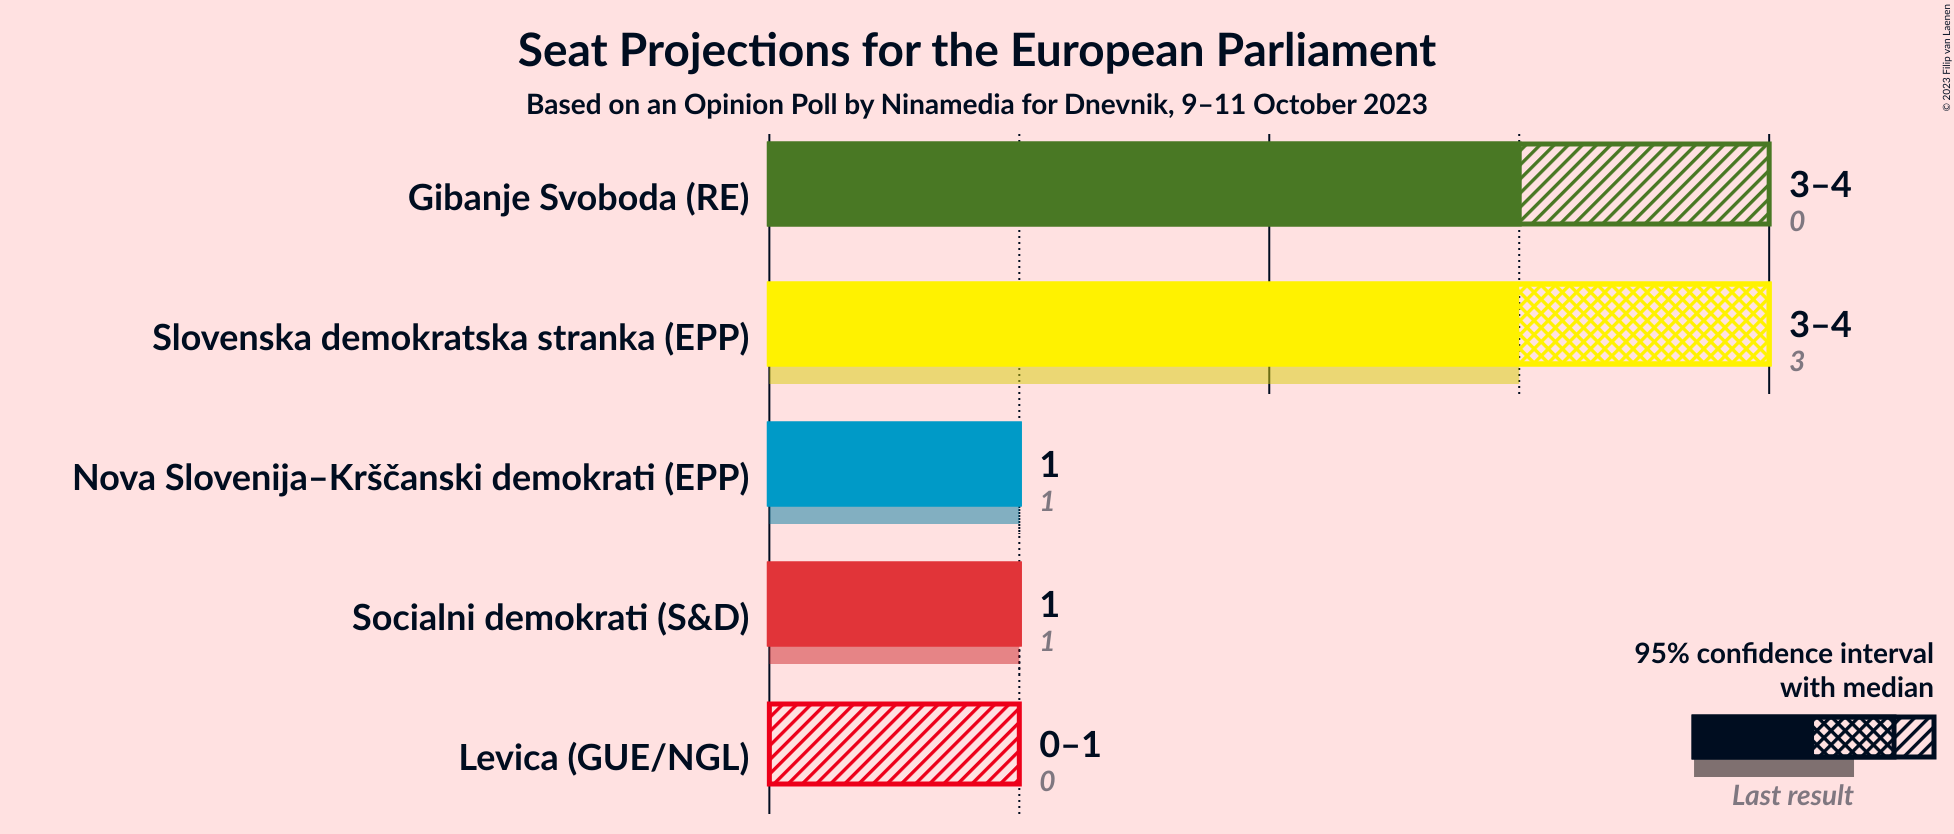 Seat Projections for the European Parliament
Based on an Opinion Poll by Ninamedia for Dnevnik, 9–11 October 2023
© 2023 Filip van Laenen
Gibanje Svoboda (RE)
3–4
0
Slovenska demokratska stranka (EPP)
3–4
3
Nova Slovenija–Krščanski demokrati (EPP)
1
1
Socialni demokrati (S&D)
1
1
Levica (GUE/NGL)
0–1
0
95% confidence interval
with median
Last result